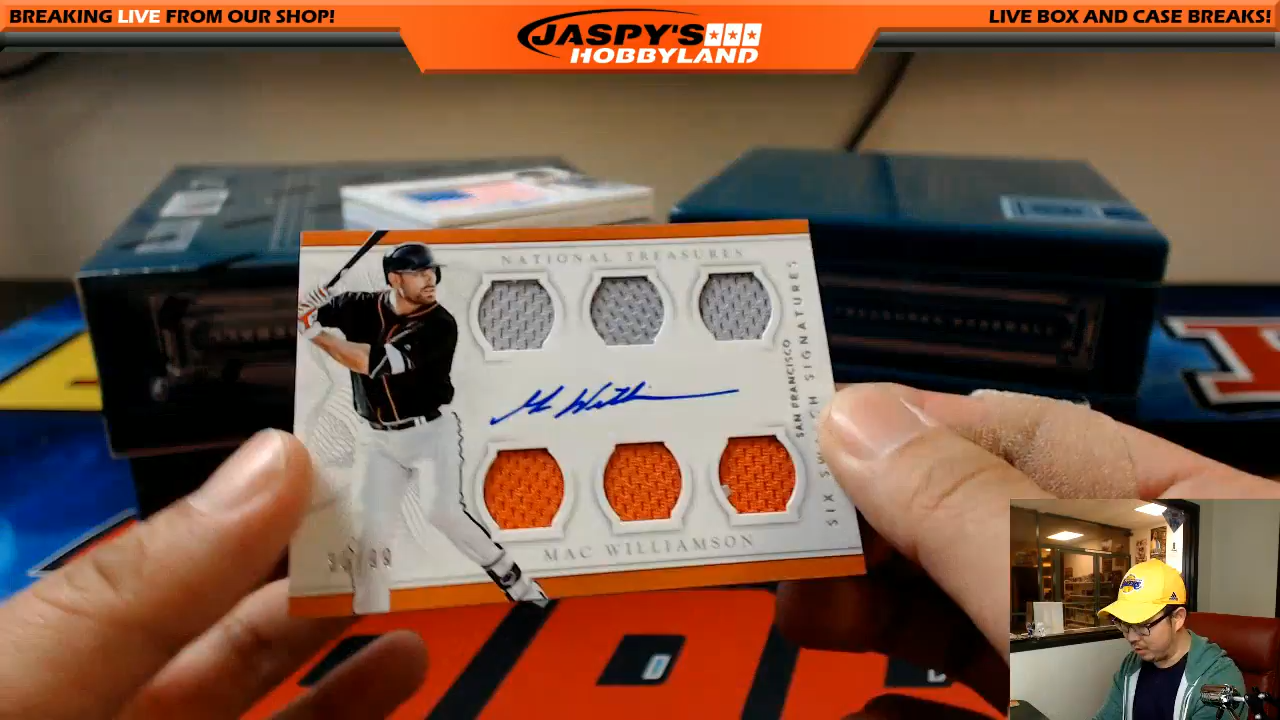 BREAKING LIVE FROM OUR SHOP!
JASPY'S
HOBBYLAND
LIVE BOX AND CASE BREAKS!
NATIONAL TREASURES
SAN FRANCISCO
SIX SWATCH SIGNATURES
MAC WILLIAMSON